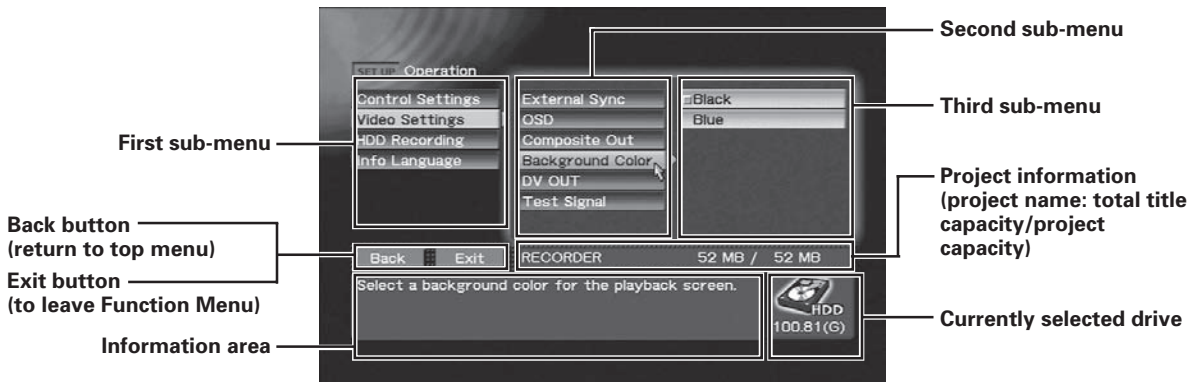 Second sub-menu
SET UP Operation
Control Settings
Video Settings
HDD Recording
Info Language
External Sync
OSD
Composite Out
Background Color
DV OUT
Test Signal
Black
Blue
Third sub-menu
First sub-menu
Project information
(project name: total title
capacity/project
capacity)
Back button
(return to top menu)
Exit button
(to leave Function Menu)
Back Exit
RECORDER 52 MB / 52 MB
Select a background color for the playback screen.
HDD
100.81(G)
Information area
Currently selected drive